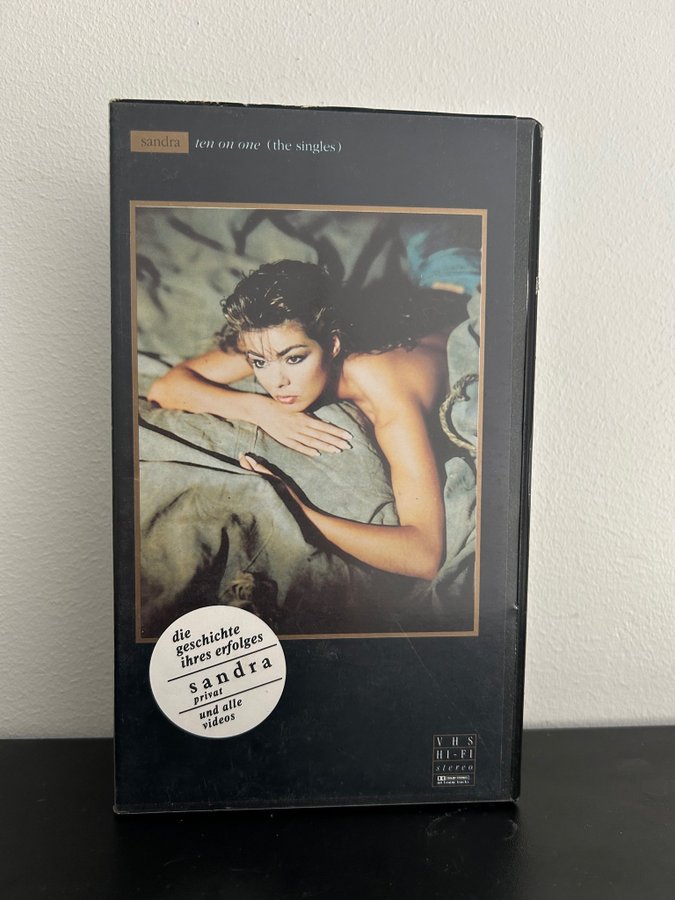 sandra ten on one (the singles)
die
geschichte
ihres erfolges
sandra
privat
und alle
videos
VHS
HI-FI
stereo